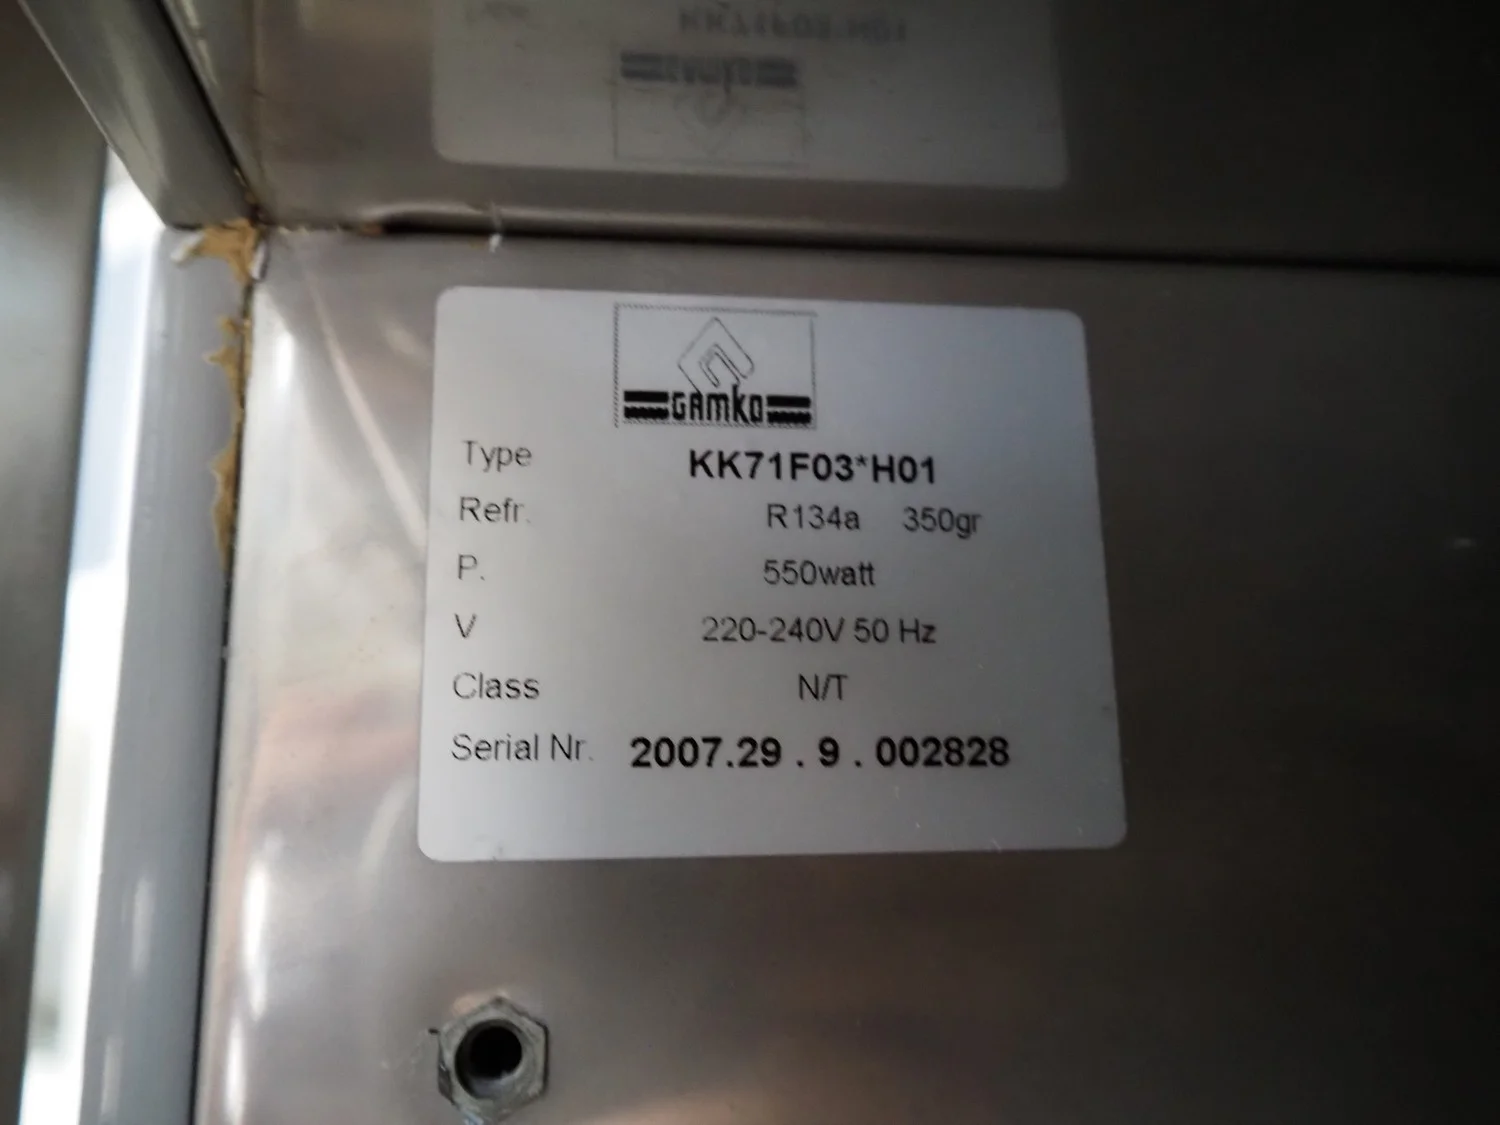 GAMKO
Type KK71F03*H01
Refr. R134a 350gr
P. 550watt
V 220-240V 50 Hz
Class N/T
Serial Nr. 2007.29 . 9 . 002828